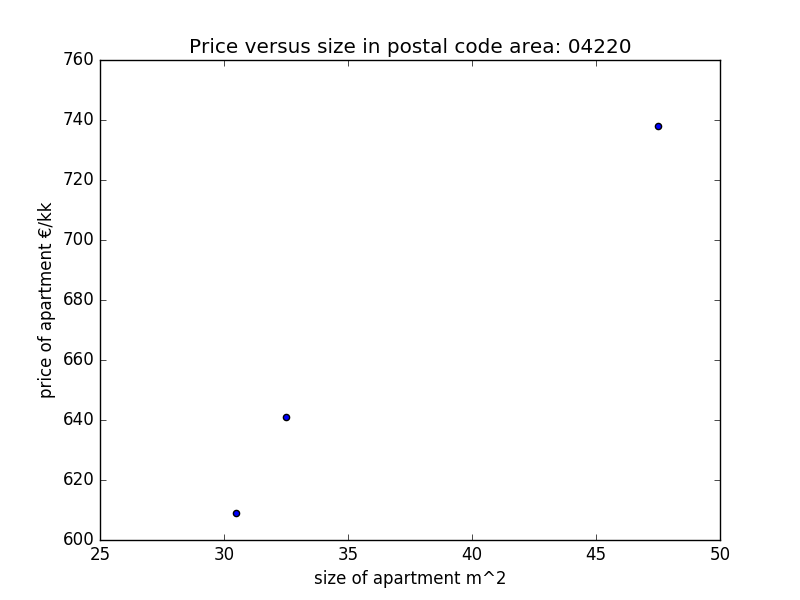 Price versus size in postal code area: 04220
760
740
720
700
680
660
640
620
600
price of apartment €/kk
25 30 35 40 45 50
size of apartment m^2